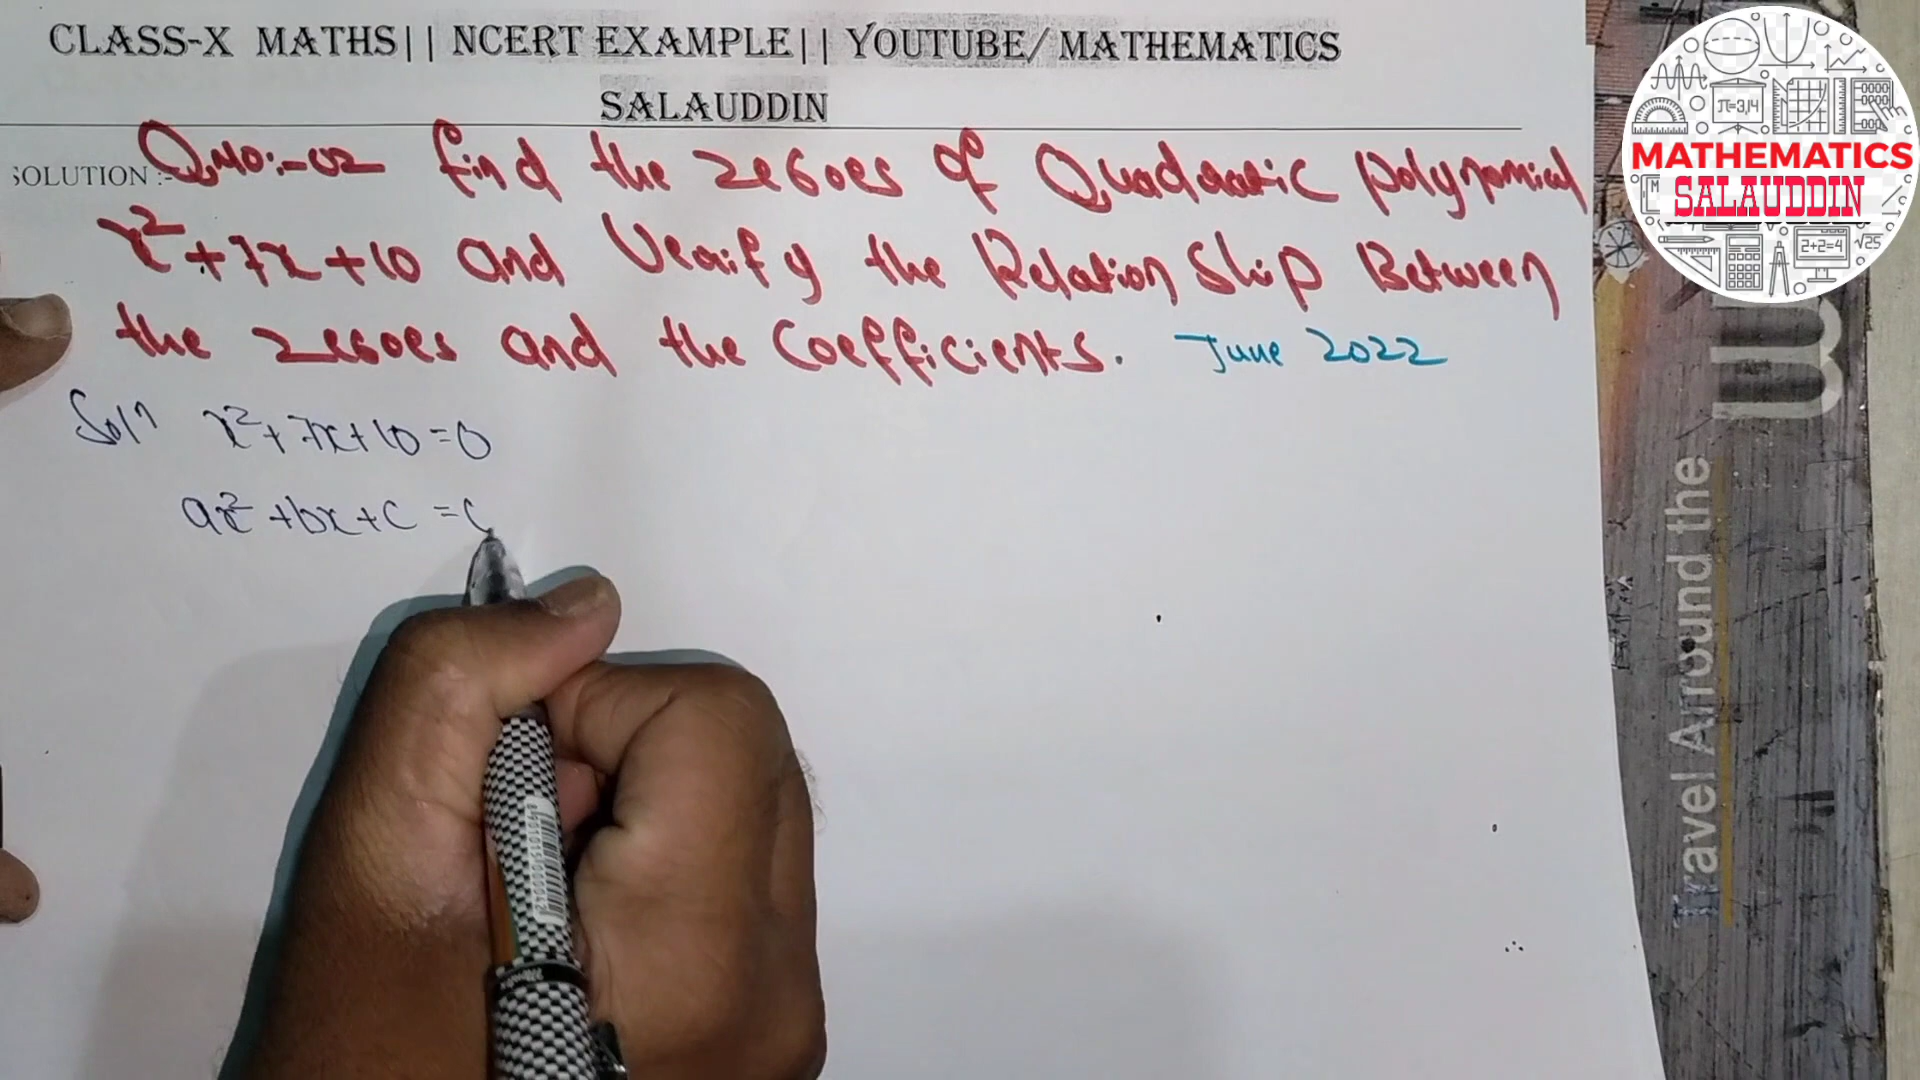 CLASS-X MATHS|| NCERT EXAMPLE|| YOUTUBE/MATHEMATICS
SALAUDDIN
SOLUTION :-
Q.NO:-02 find the zeroes of Quadratic polynomial
x²+7x+10 and Verify the Relation Ship Between
the zeroes and the Coefficients. June 2022
Solⁿ x²+7x+10=0
ax²+bx+c =0
π=3,14
MATHEMATICS
SALAUDDIN
2+2=4
√25
Travel Around the